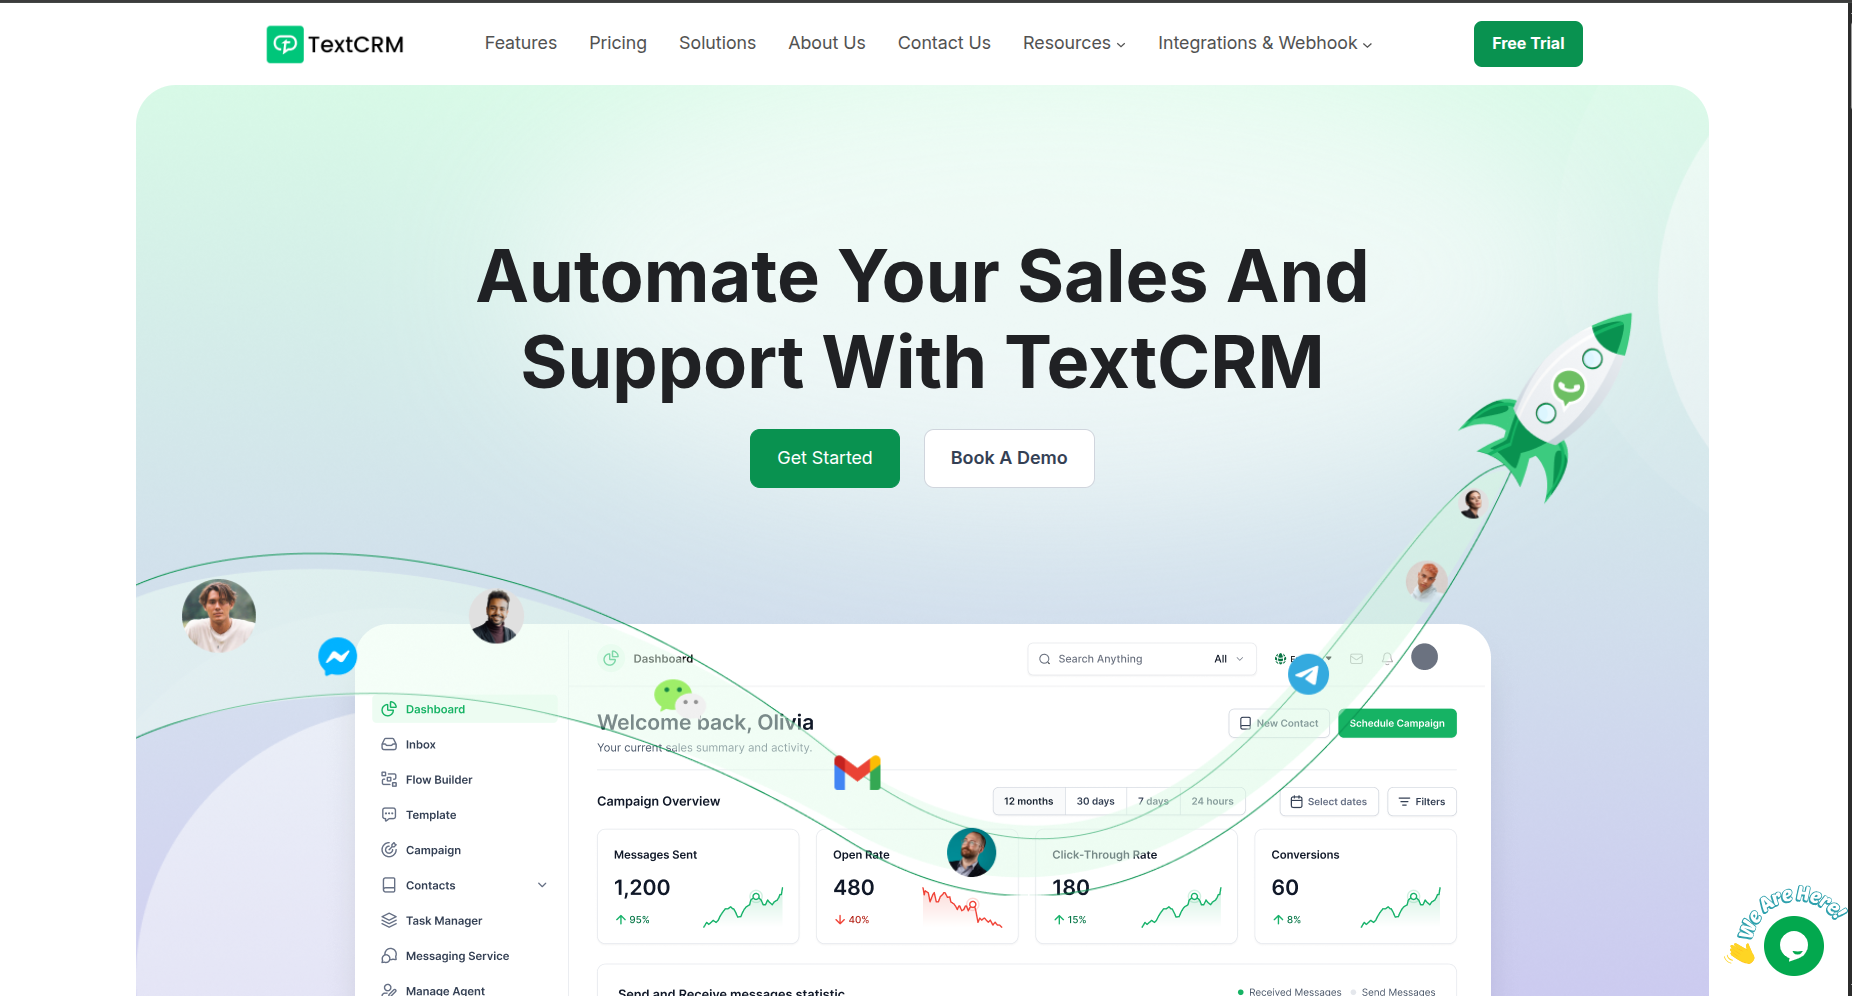 TextCRM
Features
Pricing
Solutions
About Us
Contact Us
Resources
Integrations & Webhook
Free Trial
Automate Your Sales And
Support With TextCRM
Get Started
Book A Demo
Dashboard
Search Anything
All
Dashboard
Inbox
Flow Builder
Template
Campaign
Contacts
Task Manager
Messaging Service
Manage Agent
Welcome back, Olivia
Your current sales summary and activity.
New Contact
Schedule Campaign
Campaign Overview
12 months
30 days
7 days
24 hours
Select dates
Filters
Messages Sent
1,200
95%
Open Rate
480
40%
Click-Through Rate
180
15%
Conversions
60
8%
Send and Receive messages statistic
Received Messages
Send Messages
We Are Here!